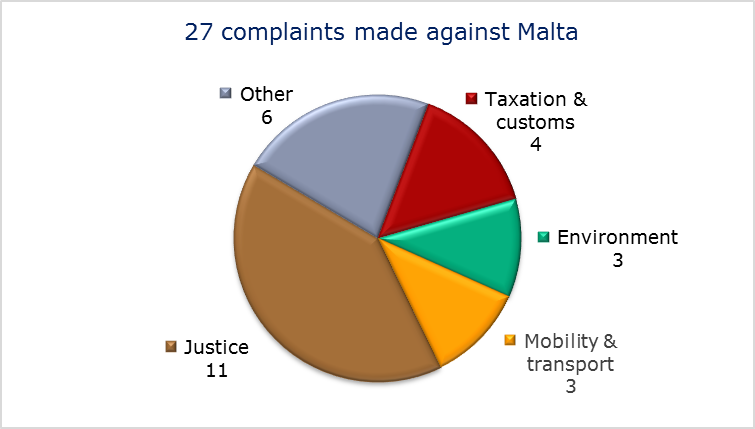 27 complaints made against Malta
Other
6
Taxation &
customs
4
Environment
3
Mobility &
transport
3
Justice
11